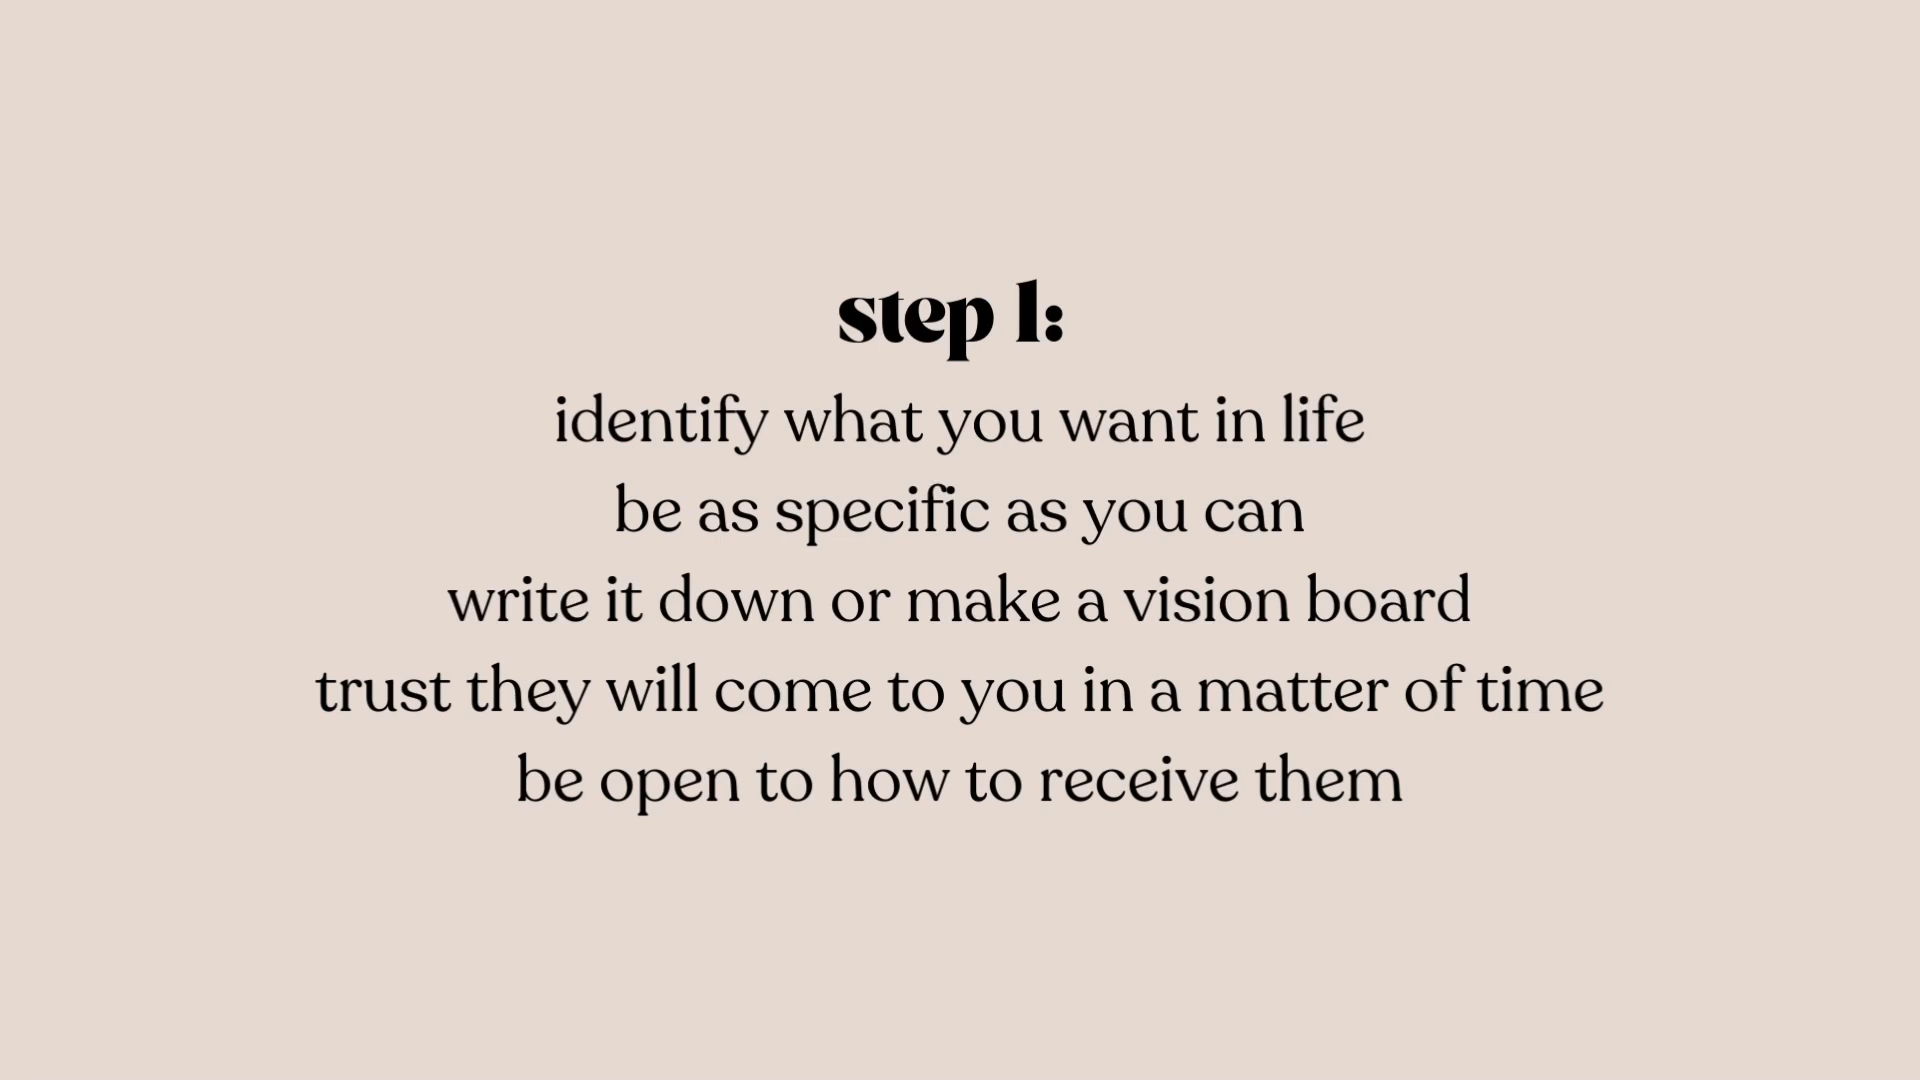 step 1:
identify what you want in life
be as specific as you can
write it down or make a vision board
trust they will come to you in a matter of time
be open to how to receive them